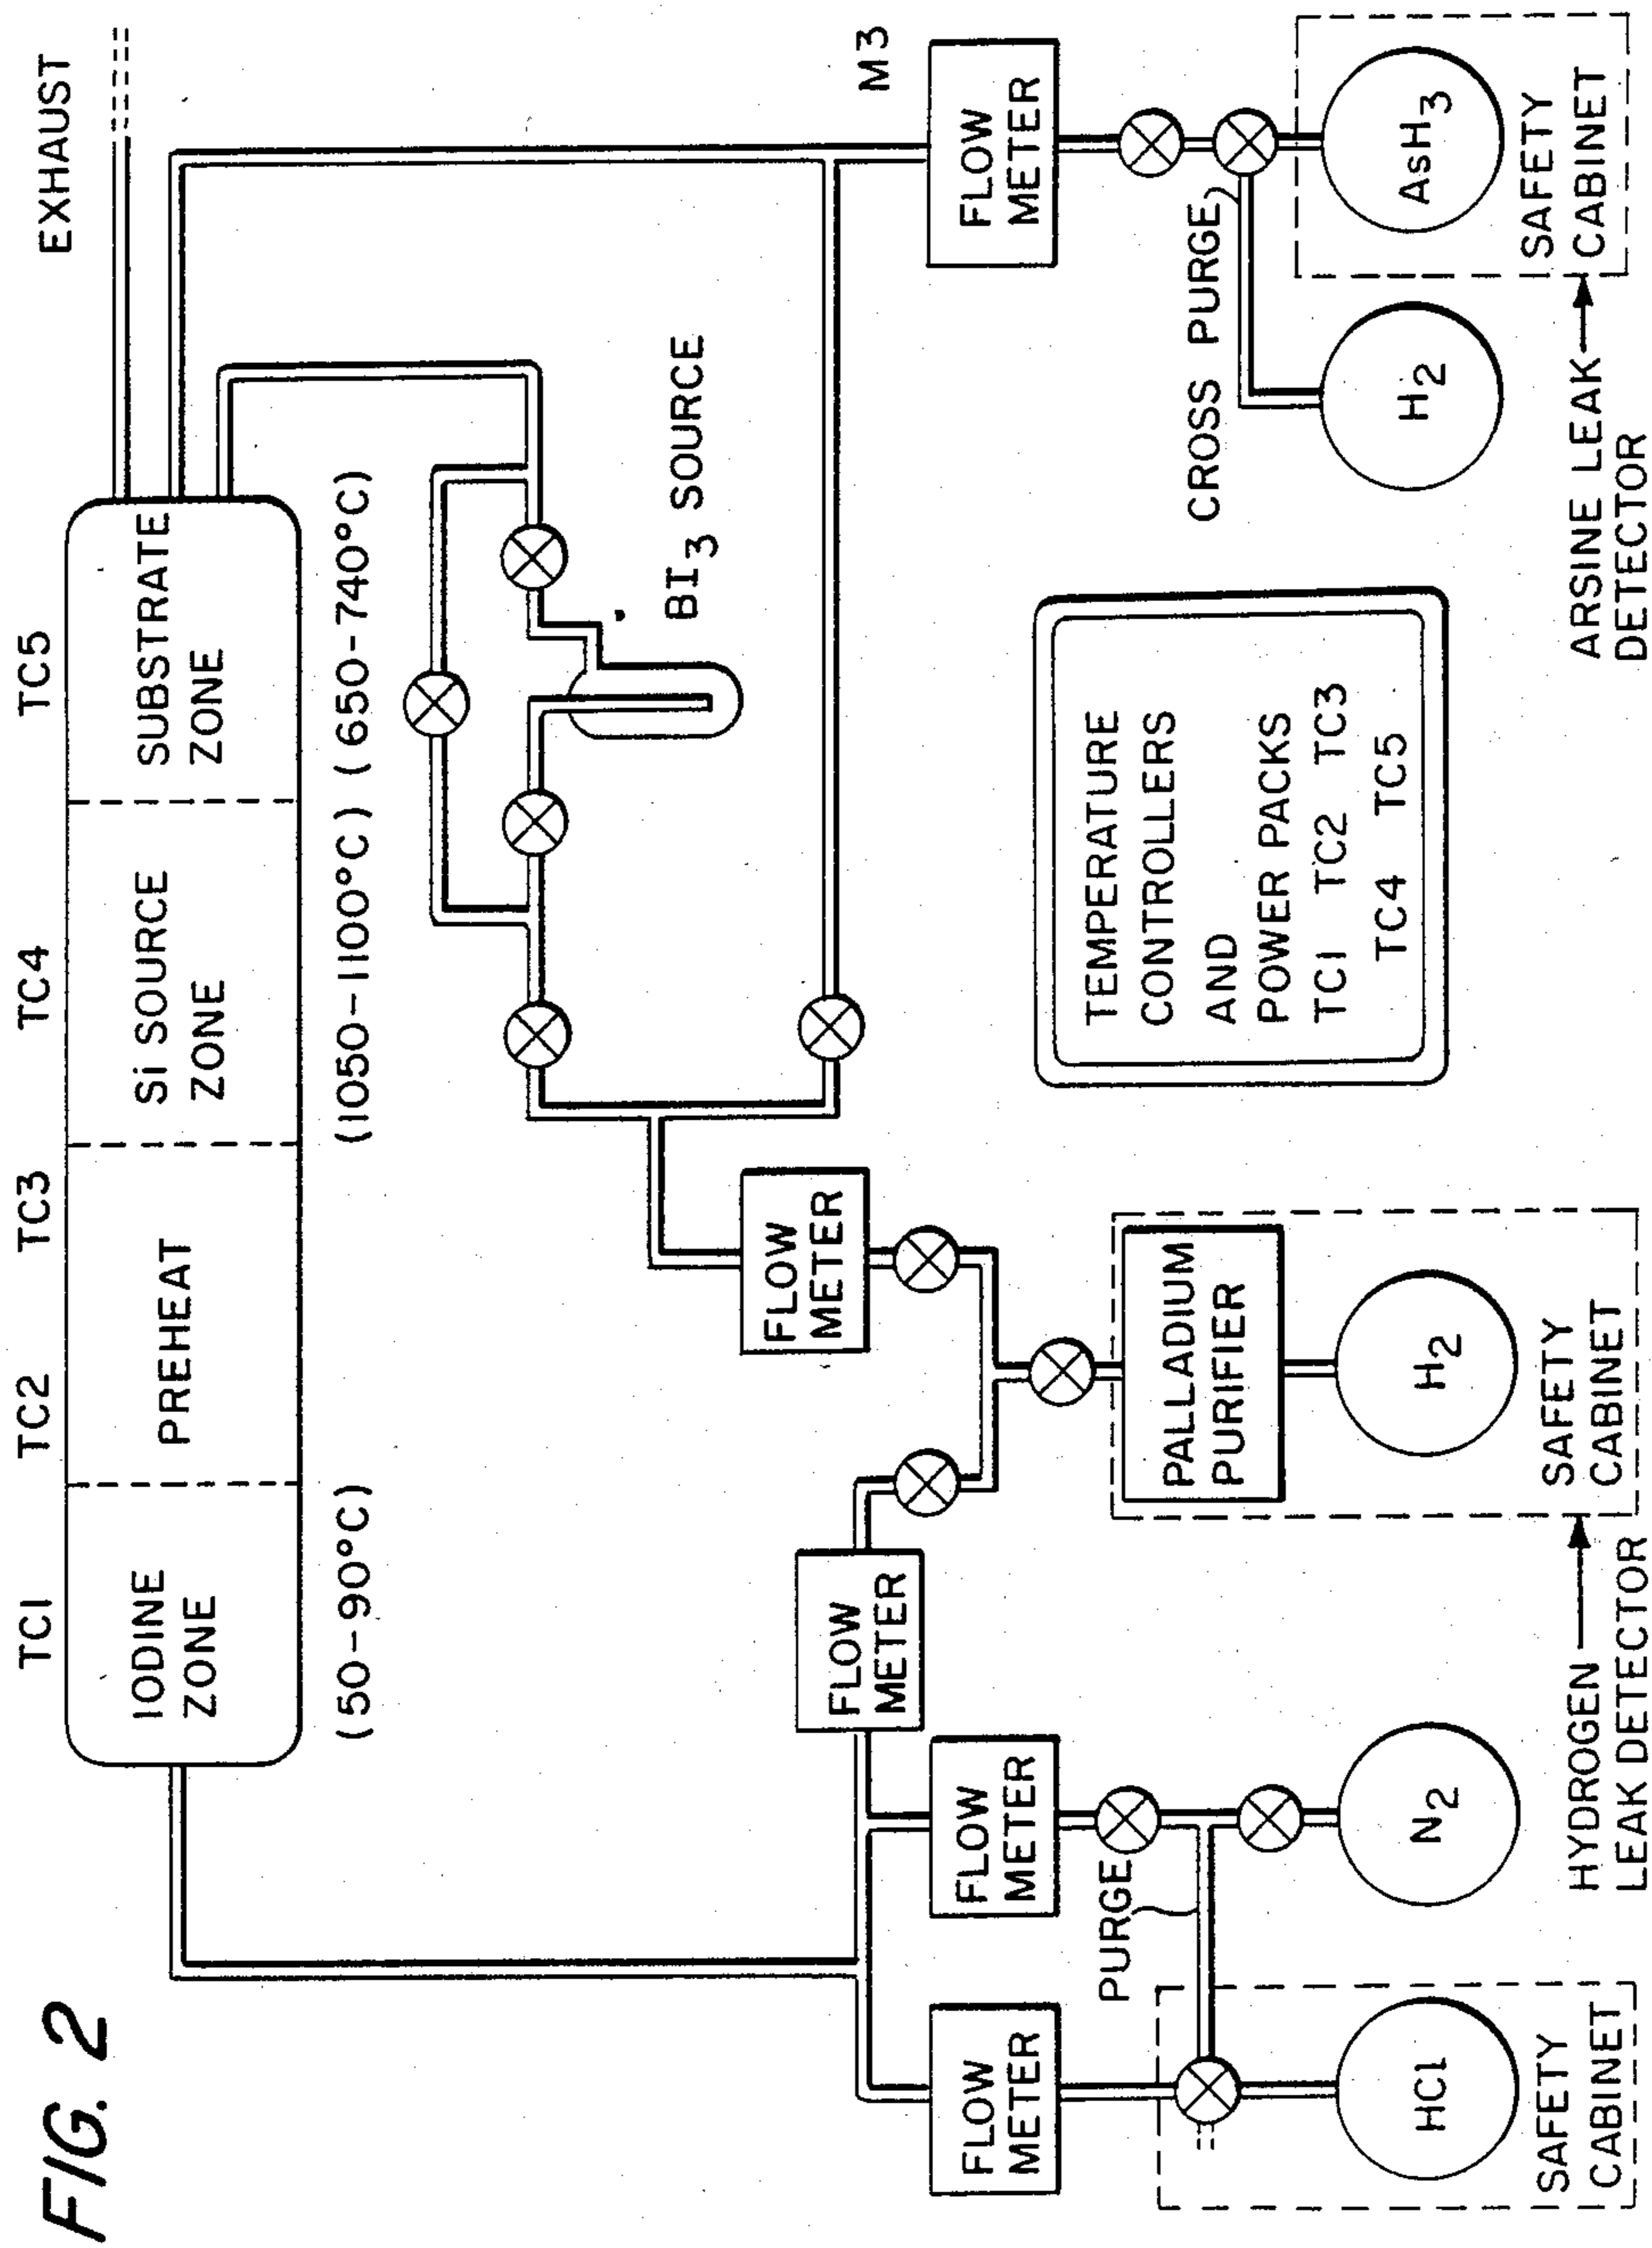 FIG. 2
TC1
TC2
TC3
TC4
TC5
EXHAUST
IODINE
ZONE
PREHEAT
Si SOURCE
ZONE
SUBSTRATE
ZONE
(50-90°C)
(1050-1100°C)
(650-740°C)
BI3 SOURCE
FLOW
METER
FLOW
METER
FLOW
METER
FLOW
METER
FLOW
METER
M3
PURGE
CROSS PURGE
PALLADIUM
PURIFIER
TEMPERATURE
CONTROLLERS
AND
POWER PACKS
TC1 TC2 TC3
TC4 TC5
HCl
N2
H2
H2
AsH3
SAFETY
CABINET
SAFETY
CABINET
SAFETY
CABINET
HYDROGEN
LEAK DETECTOR
ARSINE LEAK
DETECTOR